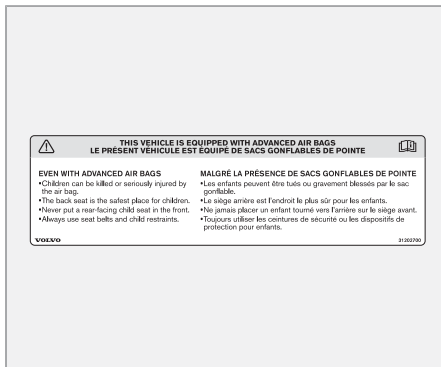 THIS VEHICLE IS EQUIPPED WITH ADVANCED AIR BAGS
LE PRÉSENT VÉHICULE EST ÉQUIPÉ DE SACS GONFLABLES DE POINTE
EVEN WITH ADVANCED AIR BAGS
•Children can be killed or seriously injured by
the air bag.
•The back seat is the safest place for children.
•Never put a rear-facing child seat in the front.
•Always use seat belts and child restraints.
MALGRÉ LA PRÉSENCE DE SACS GONFLABLES DE POINTE
•Les enfants peuvent être tués ou gravement blessés par le sac
gonflable.
•Le siège arrière est l'endroit le plus sûr pour les enfants.
•Ne jamais placer un enfant tourné vers l'arrière sur le siège avant.
•Toujours utiliser les ceintures de sécurité ou les dispositifs de
protection pour enfants.
VOLVO
31203700